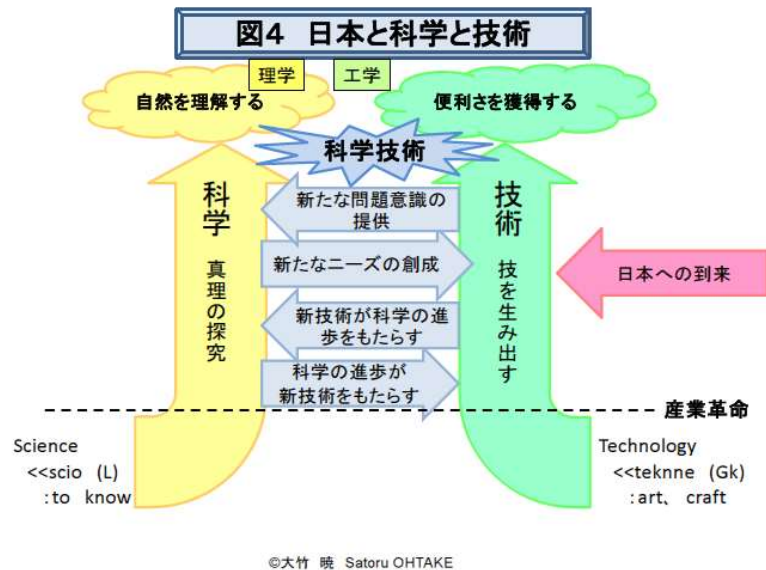 図４ 日本と科学と技術
理学
工学
自然を理解する
便利さを獲得する
科学技術
科学
真理の探究
技術
技を生み出す
新たな問題意識の
提供
新たなニーズの創成
新技術が科学の進
歩をもたらす
科学の進歩が
新技術をもたらす
日本への到来
産業革命
Science
<<scio (L)
:to know
Technology
<<teknne (Gk)
:art、craft
©大竹 暁 Satoru OHTAKE